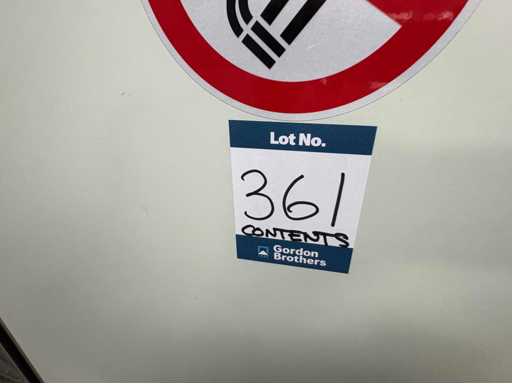 Lot No.
361
CONTENTS
Gordon
Brothers